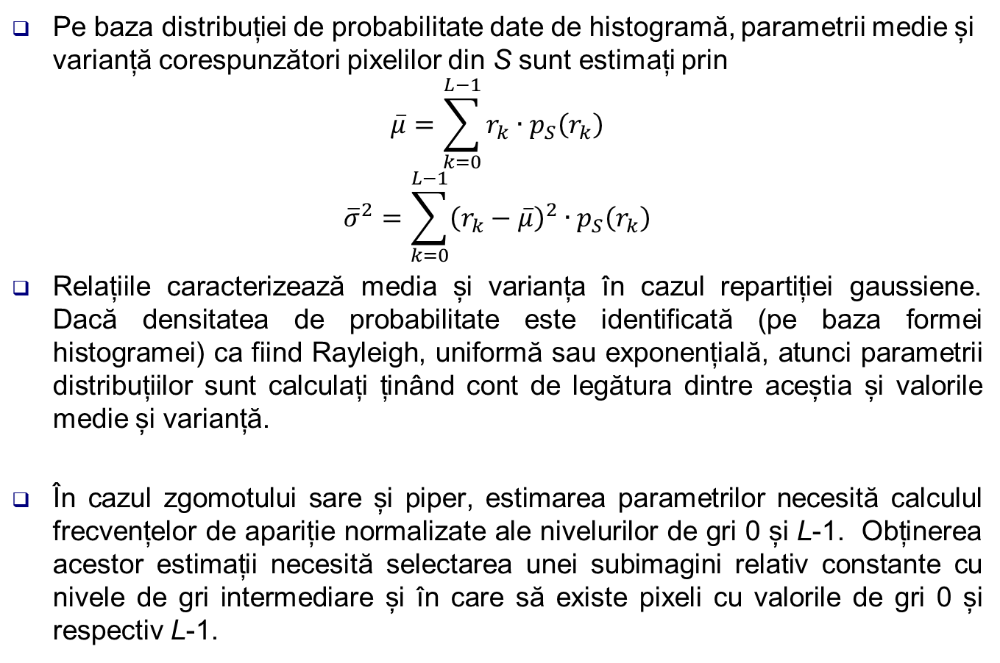 ❑ Pe baza distribuției de probabilitate date de histogramă, parametrii medie și
varianță corespunzători pixelilor din S sunt estimați prin
$\bar{\mu} = \sum_{k=0}^{L-1} r_k \cdot p_S(r_k)$
$\bar{\sigma}^2 = \sum_{k=0}^{L-1} (r_k - \bar{\mu})^2 \cdot p_S(r_k)$
❑ Relațiile caracterizează media și varianța în cazul repartiției gaussiene.
Dacă densitatea de probabilitate este identificată (pe baza formei
histogramei) ca fiind Rayleigh, uniformă sau exponențială, atunci parametrii
distribuțiilor sunt calculați ținând cont de legătura dintre aceștia și valorile
medie și varianță.
❑ În cazul zgomotului sare și piper, estimarea parametrilor necesită calculul
frecvențelor de apariție normalizate ale nivelurilor de gri 0 și L-1. Obținerea
acestor estimații necesită selectarea unei subimagini relativ constante cu
nivele de gri intermediare și în care să existe pixeli cu valorile de gri 0 și
respectiv L-1.